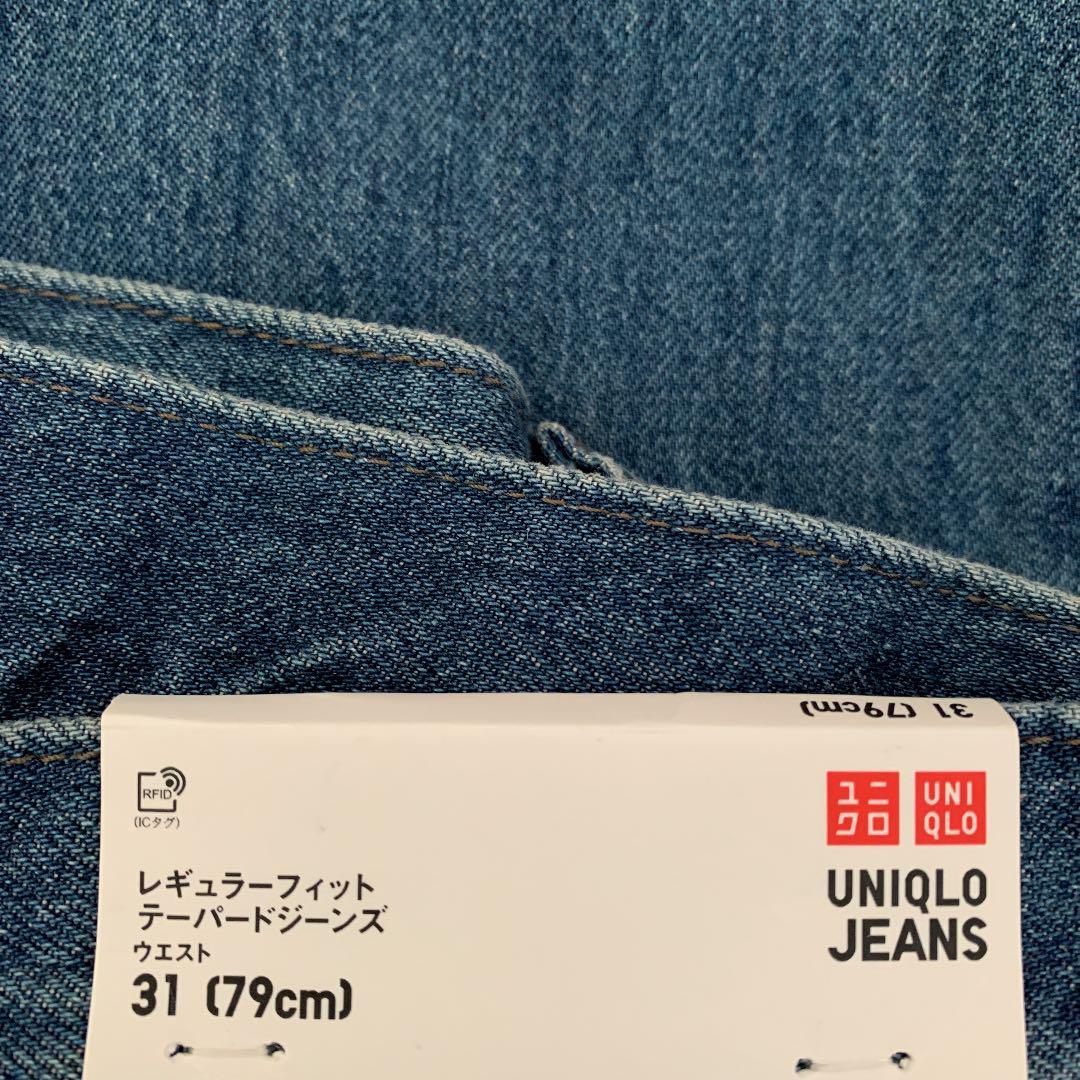 31 (79cm)
RFID
(ICタグ)
ユニ
クロ
UNI
QLO
UNIQLO
JEANS
レギュラーフィット
テーパードジーンズ
ウエスト
31 (79cm)